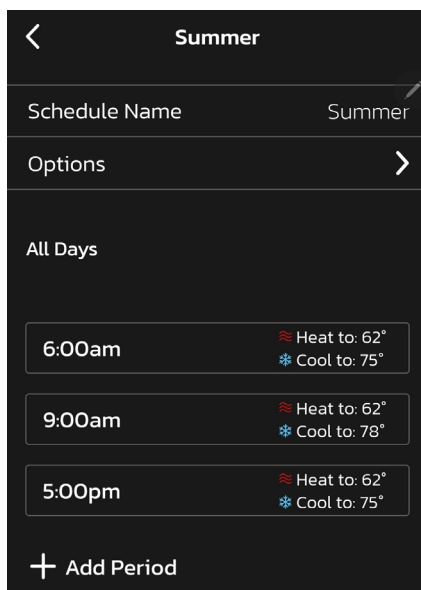 Summer
Schedule Name Summer
Options
All Days
6:00am Heat to: 62°
Cool to: 75°
9:00am Heat to: 62°
Cool to: 78°
5:00pm Heat to: 62°
Cool to: 75°
Add Period